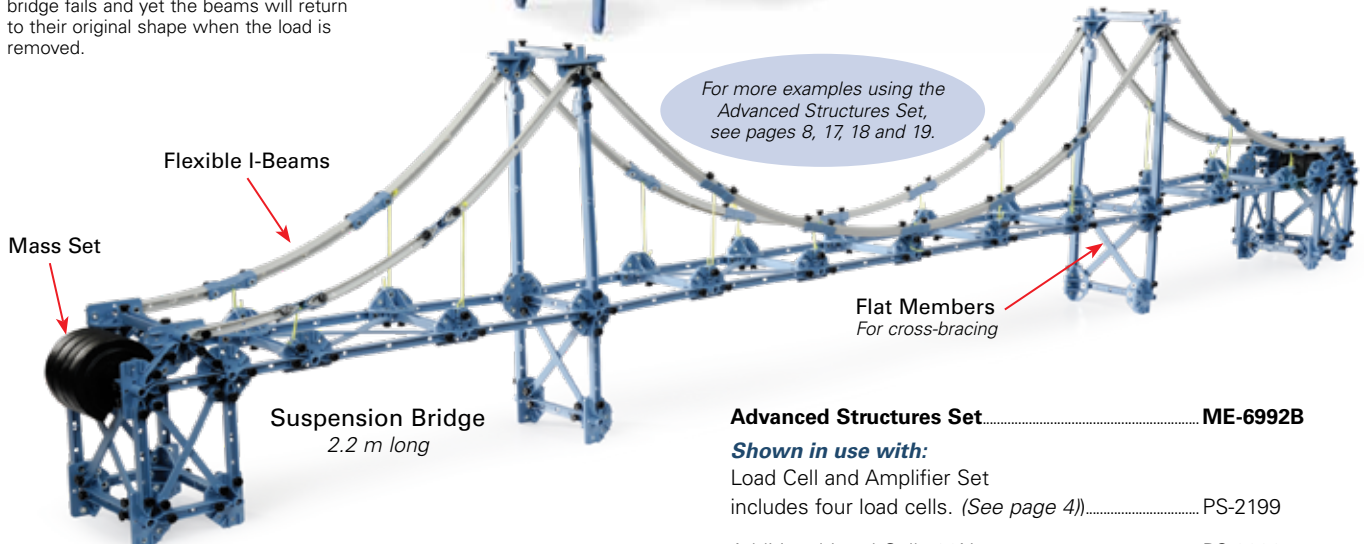 bridge fails and yet the beams will return
to their original shape when the load is
removed.
For more examples using the
Advanced Structures Set,
see pages 8, 17, 18 and 19.
Flexible I-Beams
Mass Set
Flat Members
For cross-bracing
Suspension Bridge
2.2 m long
Advanced Structures Set ME-6992B
Shown in use with:
Load Cell and Amplifier Set
includes four load cells. (See page 4)) PS-2199